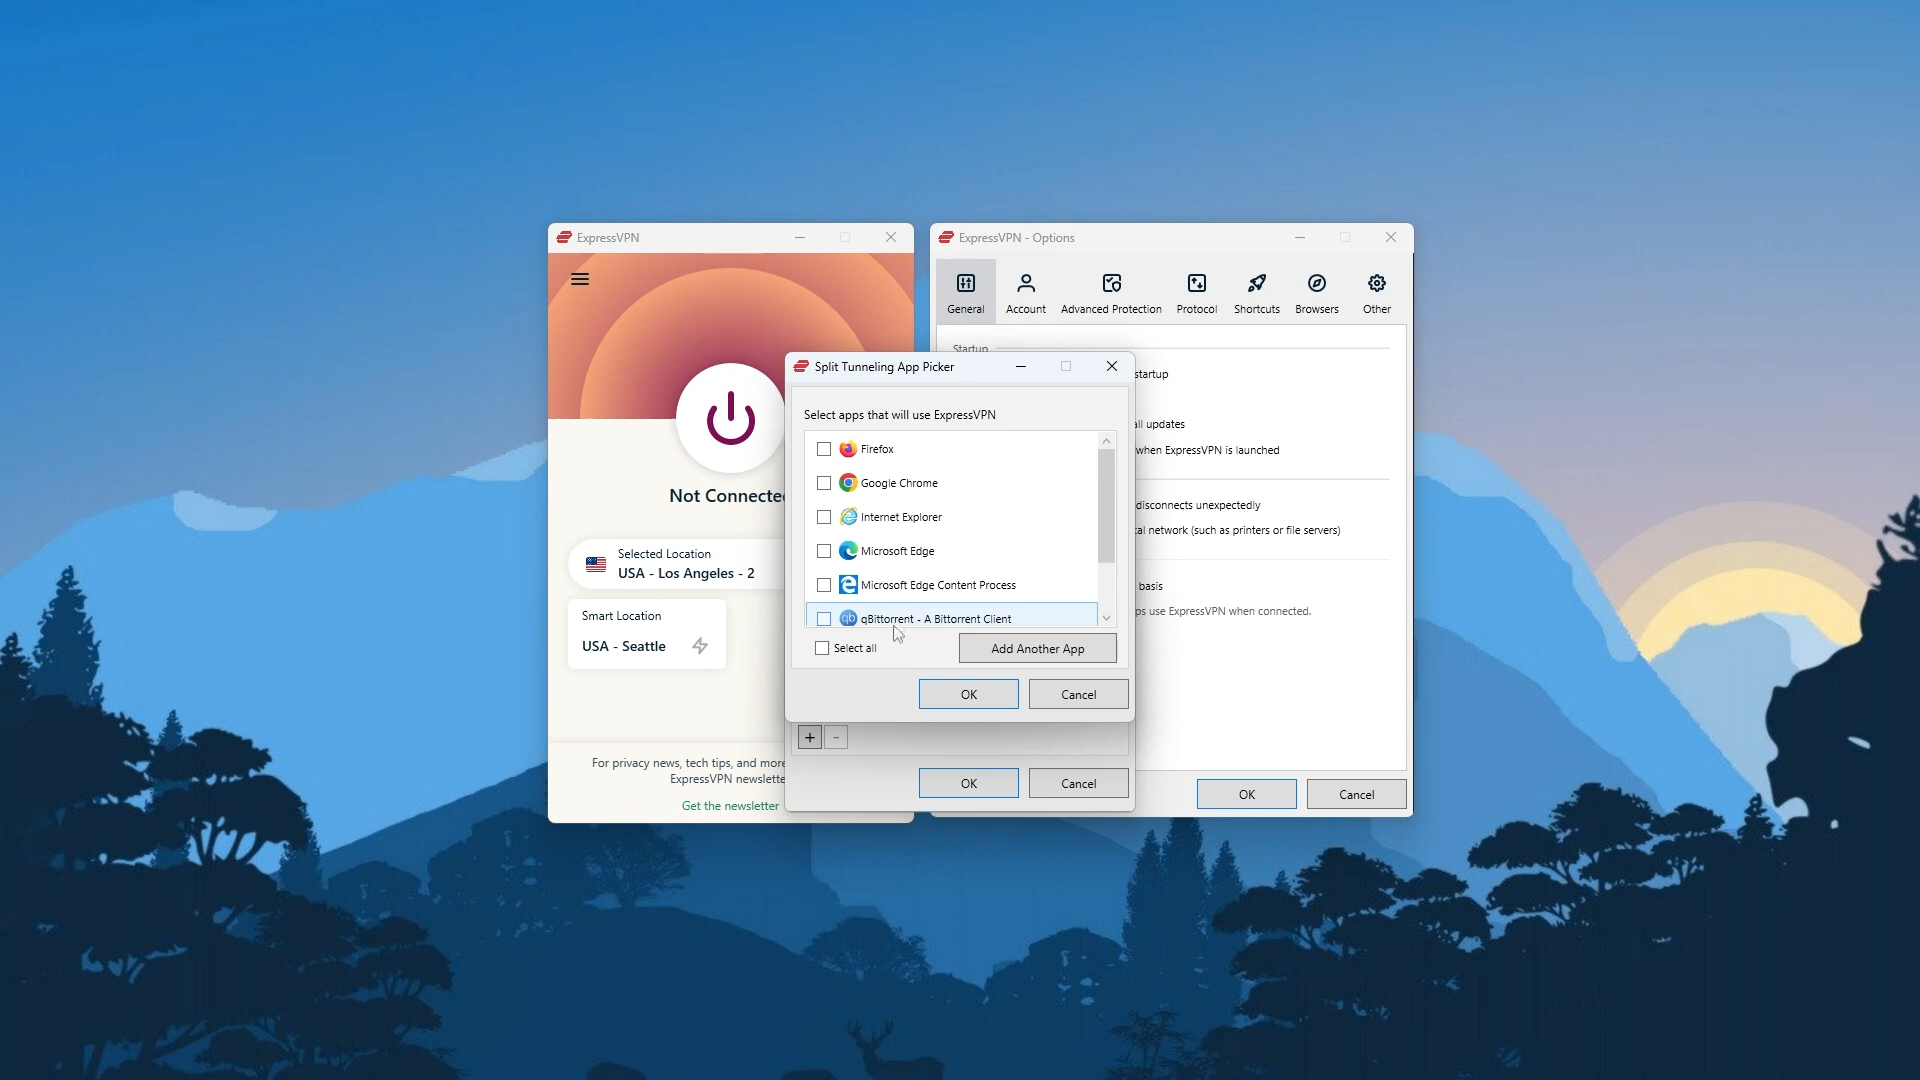 ExpressVPN
Not Connecte
Selected Location
USA - Los Angeles - 2
Smart Location
USA - Seattle
For privacy news, tech tips, and more
ExpressVPN newslette
Get the newsletter
ExpressVPN - Options
General
Account
Advanced Protection
Protocol
Shortcuts
Browsers
Other
Startup
startup
all updates
when ExpressVPN is launched
disconnects unexpectedly
cal network (such as printers or file servers)
basis
ps use ExpressVPN when connected.
OK
Cancel
Split Tunneling App Picker
Select apps that will use ExpressVPN
Firefox
Google Chrome
Internet Explorer
Microsoft Edge
Microsoft Edge Content Process
qb qBittorrent - A Bittorrent Client
Select all
Add Another App
OK
Cancel
+ -
OK
Cancel